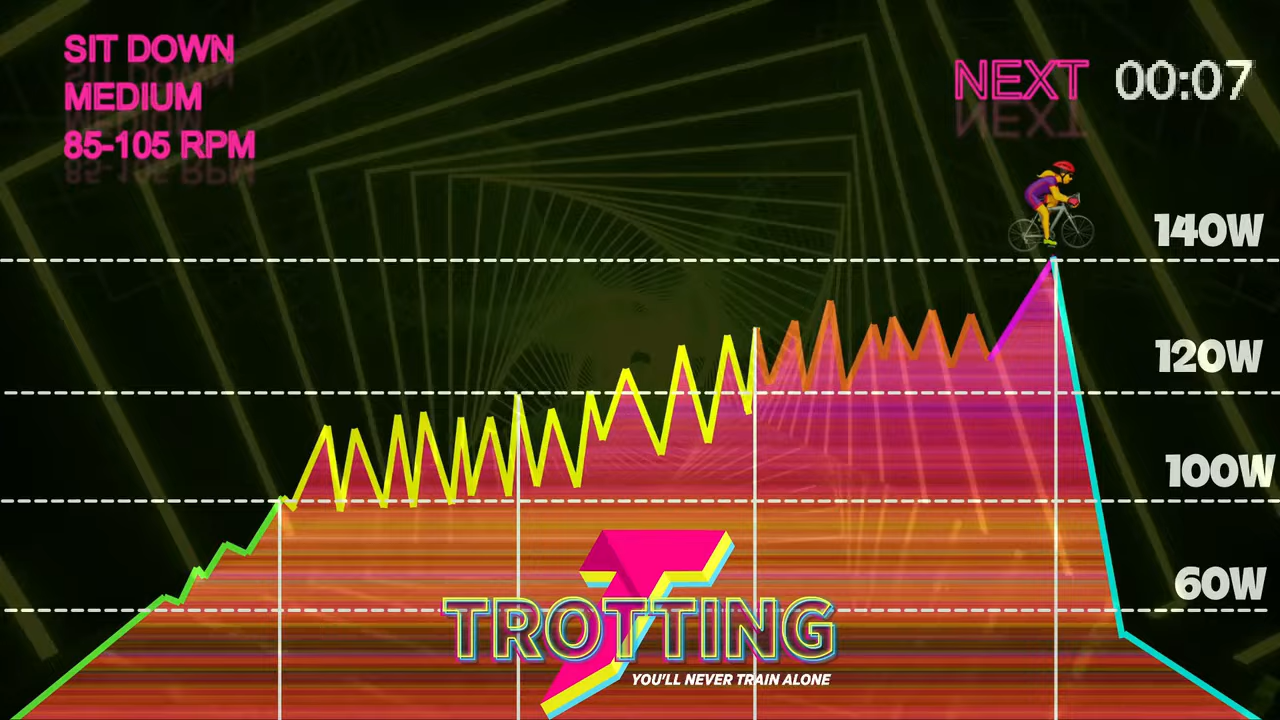 SIT DOWN
MEDIUM
85-105 RPM
NEXT 00:07
140W
120W
100W
60W
TROTTING
YOU'LL NEVER TRAIN ALONE